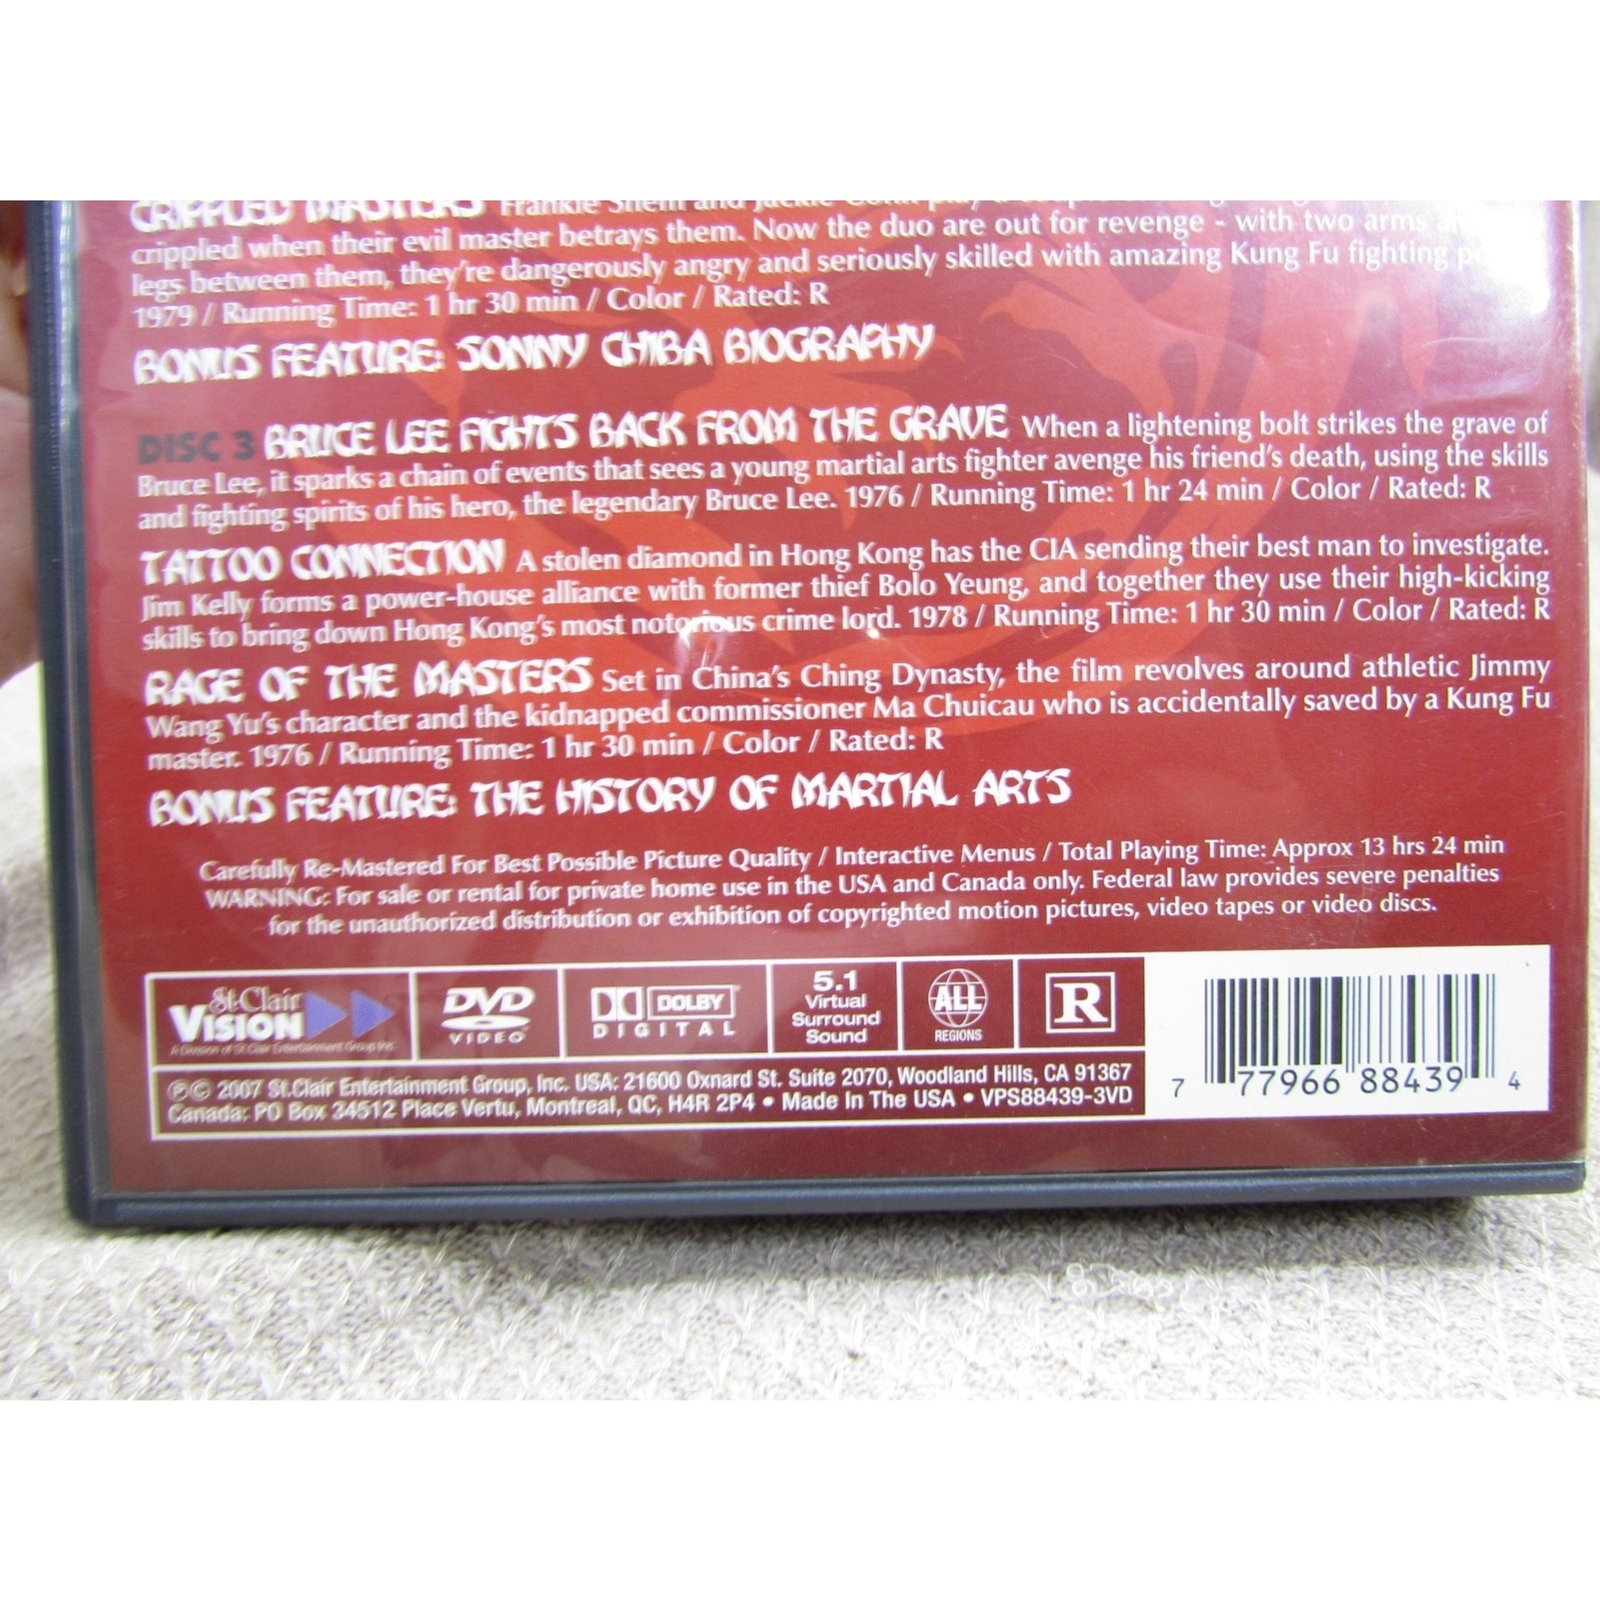 CRIPPLED MASTERS Frankie Shem and Jackie Conn play a
crippled when their evil master betrays them. Now the duo are out for revenge - with two arms
legs between them, they're dangerously angry and seriously skilled with amazing Kung Fu fighting
1979 / Running Time: 1 hr 30 min / Color / Rated: R
BONUS FEATURE: SONNY CHIBA BIOGRAPHY
DISC 3 BRUCE LEE FIGHTS BACK FROM THE GRAVE When a lightening bolt strikes the grave of
Bruce Lee, it sparks a chain of events that sees a young martial arts fighter avenge his friend's death, using the skills
and fighting spirits of his hero, the legendary Bruce Lee. 1976 / Running Time: 1 hr 24 min / Color / Rated: R
TATTOO CONNECTION A stolen diamond in Hong Kong has the CIA sending their best man to investigate.
Jim Kelly forms a power-house alliance with former thief Bolo Yeung, and together they use their high-kicking
skills to bring down Hong Kong's most notorious crime lord. 1978 / Running Time: 1 hr 30 min / Color / Rated: R
RAGE OF THE MASTERS Set in China's Ching Dynasty, the film revolves around athletic Jimmy
Wang Yu's character and the kidnapped commissioner Ma Chuicau who is accidentally saved by a Kung Fu
master. 1976 / Running Time: 1 hr 30 min / Color / Rated: R
BONUS FEATURE: THE HISTORY OF MARTIAL ARTS
Carefully Re-Mastered For Best Possible Picture Quality / Interactive Menus / Total Playing Time: Approx 13 hrs 24 min
WARNING: For sale or rental for private home use in the USA and Canada only. Federal law provides severe penalties
for the unauthorized distribution or exhibition of copyrighted motion pictures, video tapes or video discs.
St.Clair
VISION
A Division of St.Clair Entertainment Group Inc.
DVD
VIDEO
DOLBY
DIGITAL
5.1
Virtual
Surround
Sound
ALL
REGIONS
R
℗© 2007 St.Clair Entertainment Group, Inc. USA: 21600 Oxnard St. Suite 2070, Woodland Hills, CA 91367
Canada: PO Box 34512 Place Vertu, Montreal, QC, H4R 2P4 • Made In The USA • VPS88439-3VD
7 77966 88439 4